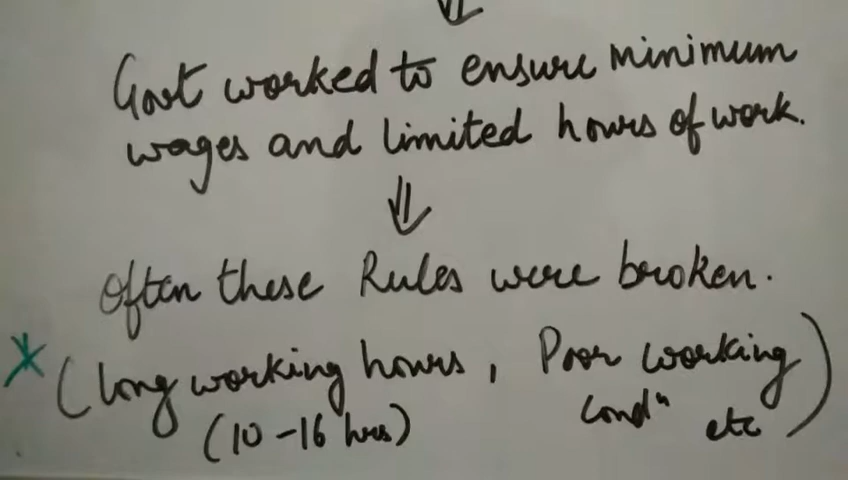 Govt worked to ensure minimum
wages and limited hours of work.
Often these Rules were broken.
(long working hours, Poor working
(10-16 hrs) condⁿ etc)